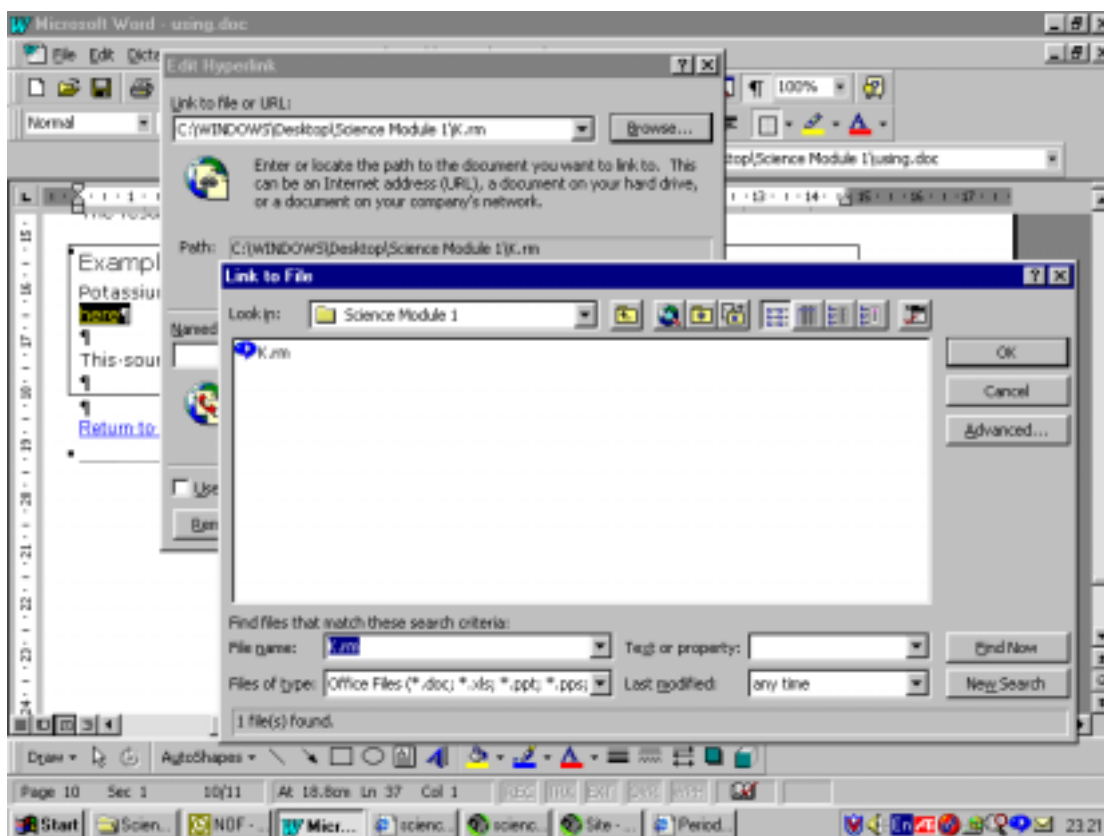 Microsoft Word - using.doc
File Edit Dicta
Edit Hyperlink
100%
Link to file or URL:
Normal
C:\WINDOWS\Desktop\Science Module 1\K.rm
Browse...
Enter or locate the path to the document you want to link to. This
can be an Internet address (URL), a document on your hard drive,
or a document on your company's network.
top\Science Module 1\using.doc
Path: C:\WINDOWS\Desktop\Science Module 1\K.rm
Exampl
Link to File
Potassiu
here¶
Look in: Science Module 1
Named
K.rm
OK
¶
This·sour
Cancel
¶
¶
Return to
Advanced...
Use
Rem
Find files that match these search criteria:
File name: K.rm
Text or property:
Find Now
Files of type: Office Files (*.doc; *.xls; *.ppt; *.pps;
Last modified: any time
New Search
1 file(s) found.
Draw AutoShapes
Page 10 Sec 1 10/11 At 18.8cm Ln 37 Col 1 REC TRK EXT OVR WPH
Start Scien... NOF - ... Micr... scienc... scienc... Site - ... Period... En 23:21